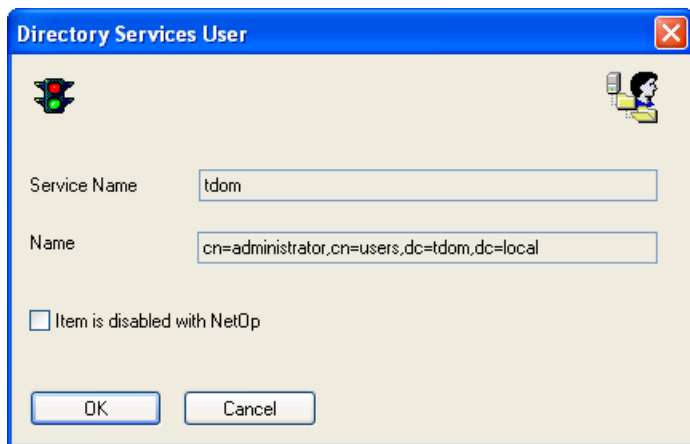 Directory Services User
Service Name tdom
Name cn=administrator,cn=users,dc=tdom,dc=local
Item is disabled with NetOp
OK Cancel